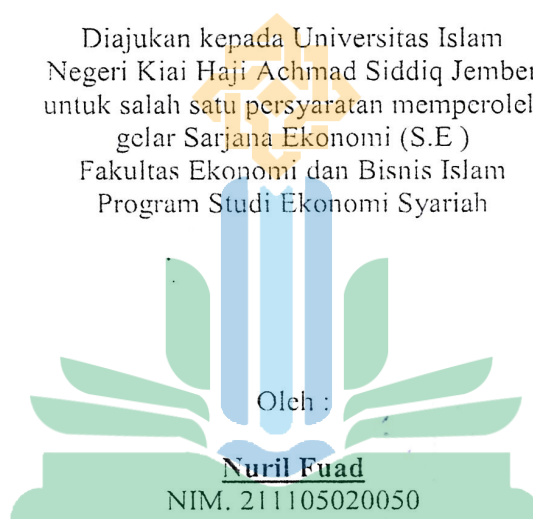 Diajukan kepada Universitas Islam
Negeri Kiai Haji Achmad Siddiq Jember
untuk salah satu persyaratan memperoleh
gelar Sarjana Ekonomi (S.E )
Fakultas Ekonomi dan Bisnis Islam
Program Studi Ekonomi Syariah
Oleh :
Nuril Fuad
NIM. 211105020050